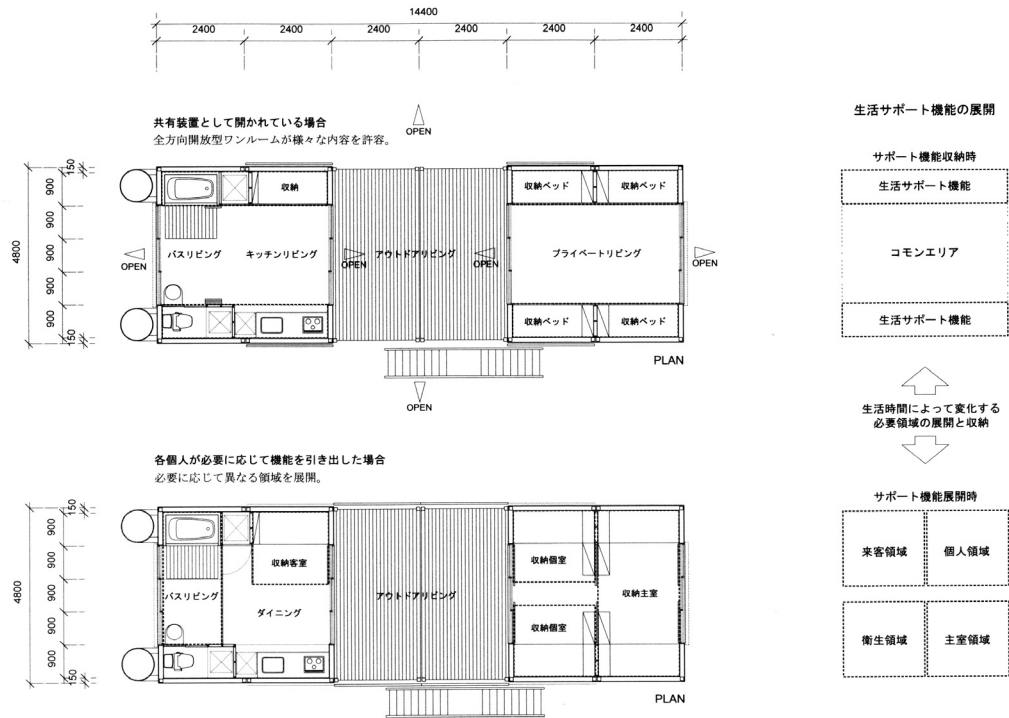 14400
2400 2400 2400 2400 2400 2400
生活サポート機能の展開
共有装置として開かれている場合
全方向開放型ワンルームが様々な内容を許容。
OPEN
サポート機能収納時
生活サポート機能
コモンエリア
生活サポート機能
4800
150
900
900
900
900
900
150
収納
収納ベッド 収納ベッド
バスリビング キッチンリビング アウトドアリビング プライベートリビング
OPEN OPEN OPEN OPEN
収納ベッド 収納ベッド
PLAN
OPEN
生活時間によって変化する
必要領域の展開と収納
各個人が必要に応じて機能を引き出した場合
必要に応じて異なる領域を展開。
サポート機能展開時
来客領域 個人領域
衛生領域 主室領域
4800
150
900
900
900
900
900
150
収納客室
収納個室
バスリビング
ダイニング
アウトドアリビング
収納主室
収納個室
PLAN